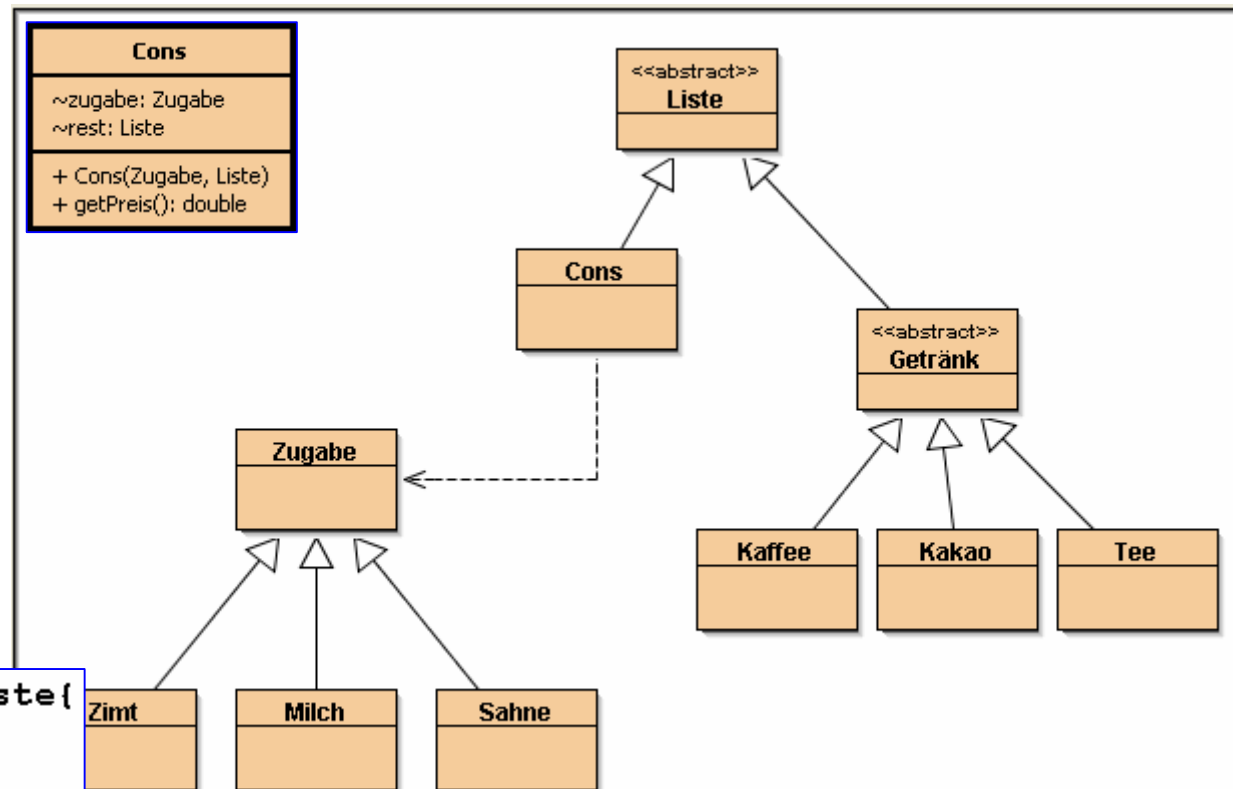 Cons
~zugabe: Zugabe
~rest: Liste
+ Cons(Zugabe, Liste)
+ getPreis(): double
<<abstract>>
Liste
Cons
<<abstract>>
Getränk
Zugabe
Kaffee
Kakao
Tee
ste{
Zimt
Milch
Sahne